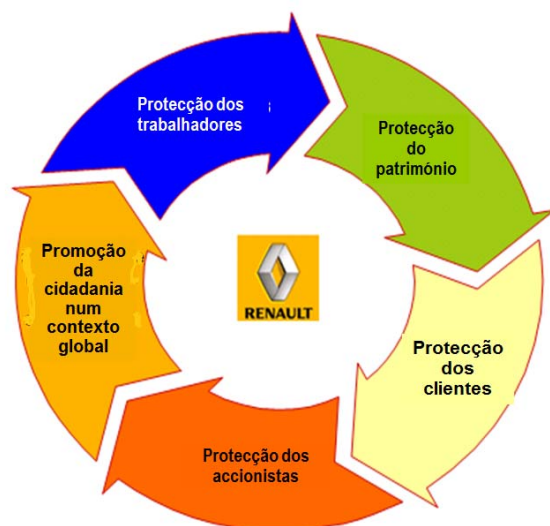 Protecção dos
trabalhadores
Protecção
do
património
Protecção
dos
clientes
Protecção dos
accionistas
Promoção
da
cidadania
num
contexto
global
RENAULT